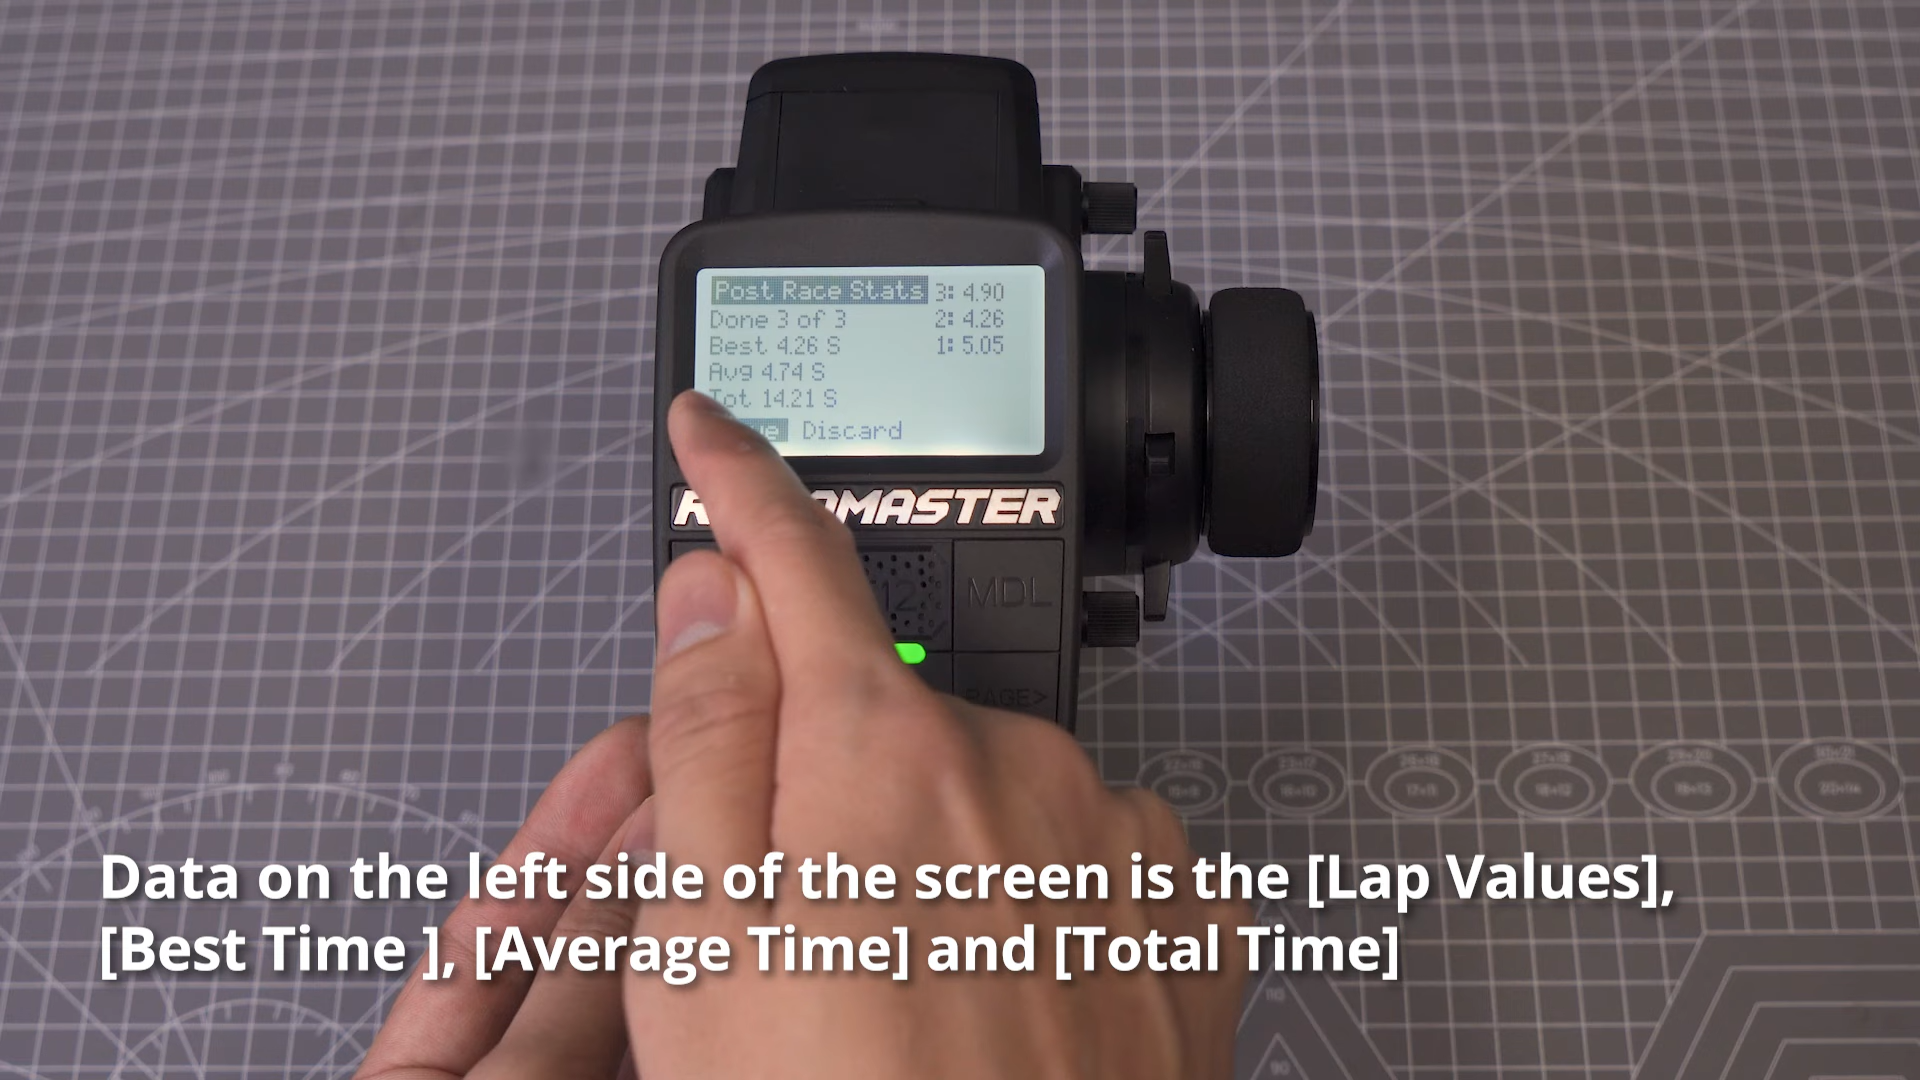 Post Race Stats 3: 4.90
Done 3 of 3 2: 4.26
Best 4.26 S 1: 5.05
Avg 4.74 S
Tot 14.21 S
Discard
MDL
PAGE>
Data on the left side of the screen is the [Lap Values],
[Best Time ], [Average Time] and [Total Time]